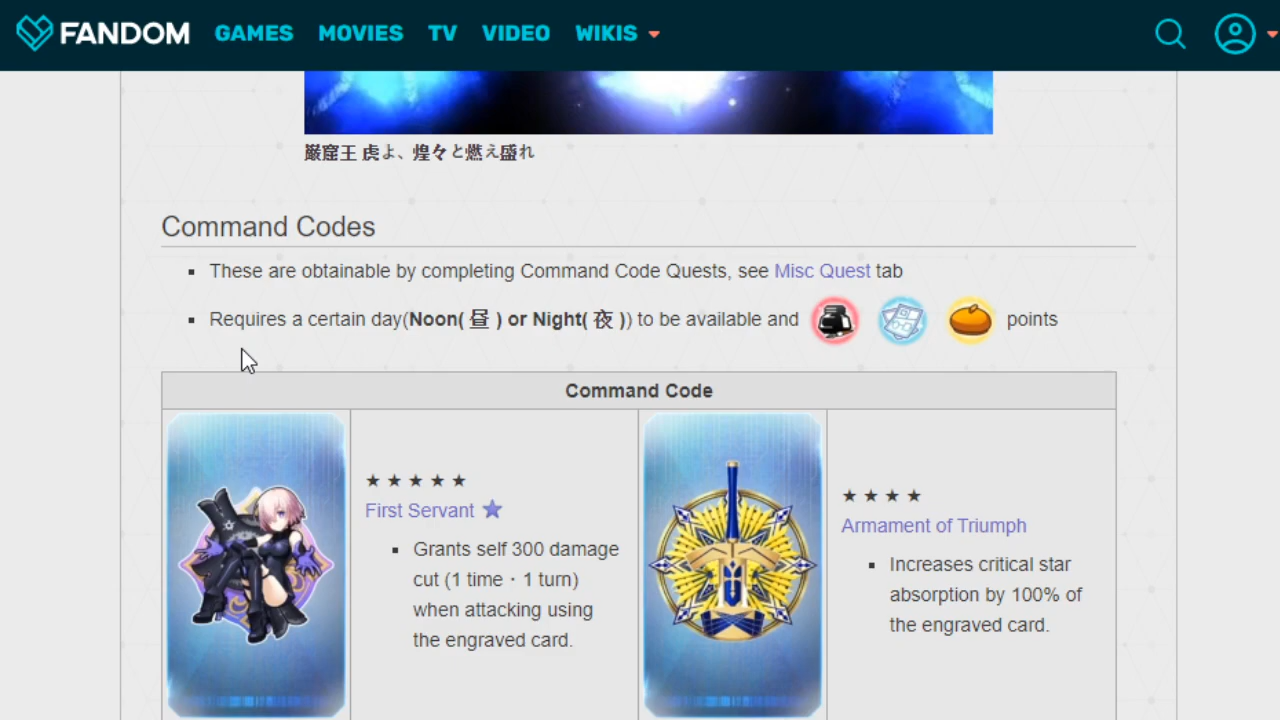 FANDOM GAMES MOVIES TV VIDEO WIKIS
巌窟王 虎よ、煌々と燃え盛れ
Command Codes
These are obtainable by completing Command Code Quests, see Misc Quest tab
Requires a certain day(Noon( 昼 ) or Night( 夜 )) to be available and points
Command Code
★ ★ ★ ★ ★
First Servant
Grants self 300 damage
cut (1 time・1 turn)
when attacking using
the engraved card.
★ ★ ★ ★
Armament of Triumph
Increases critical star
absorption by 100% of
the engraved card.